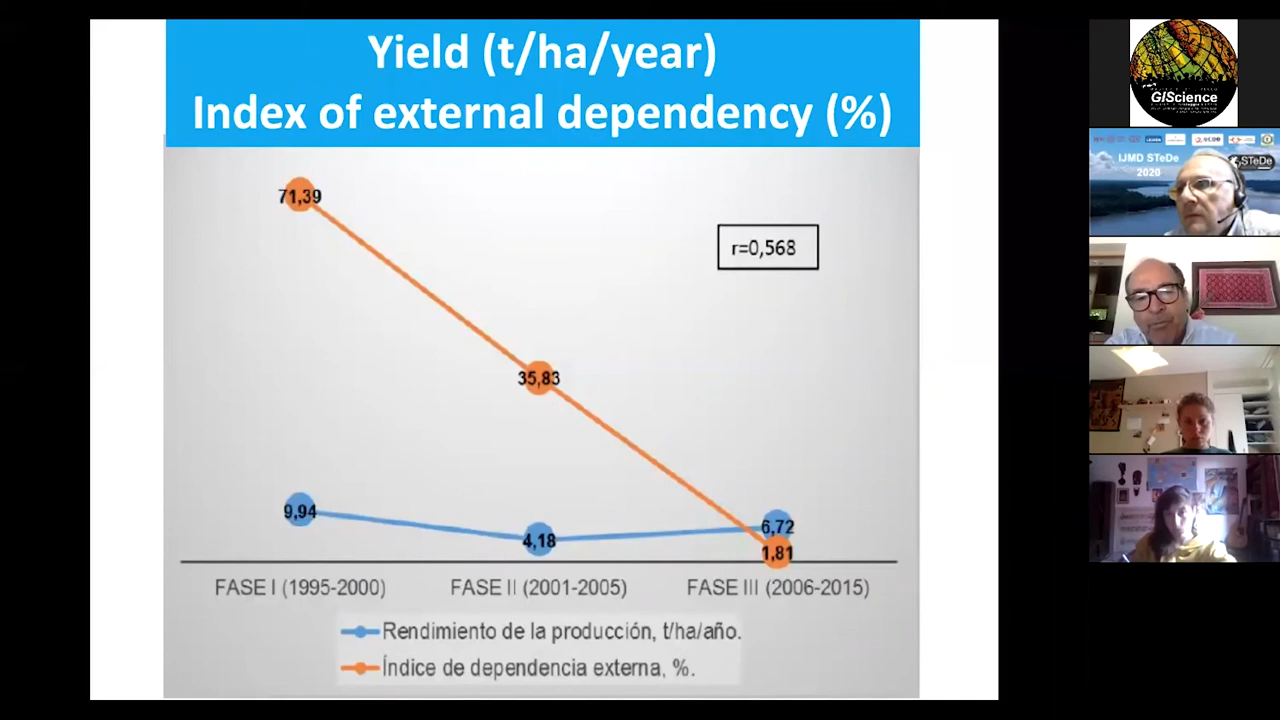 Yield (t/ha/year)
Index of external dependency (%)
71,39
r=0,568
35,83
9,94
4,18
6,72
1,81
FASE I (1995-2000)
FASE II (2001-2005)
FASE III (2006-2015)
Rendimiento de la producción, t/ha/año.
Índice de dependencia externa, %.
GIScience
IJMD STeDe
2020
STeDe